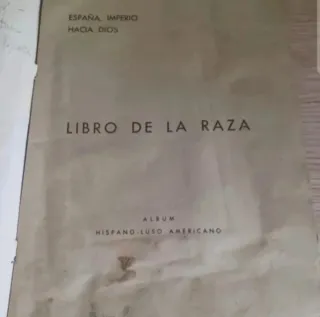 ESPAÑA, IMPERIO
HACIA DIOS
LIBRO DE LA RAZA
ALBUM
HISPANO-LUSO AMERICANO